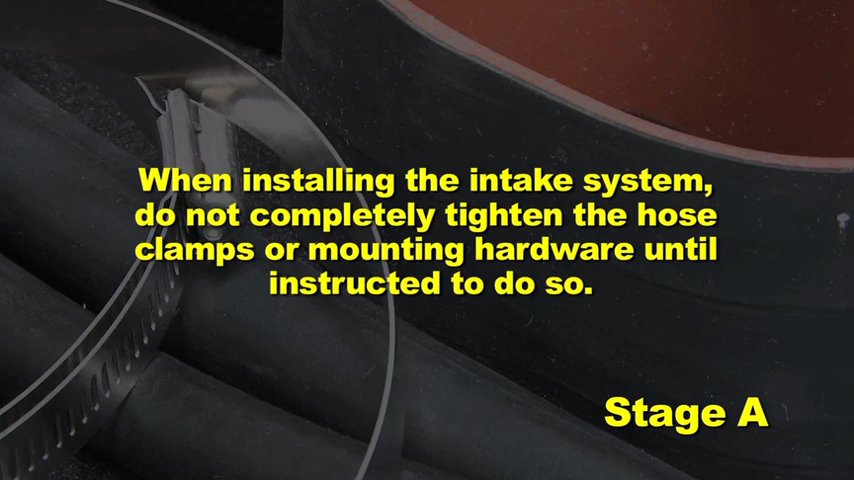 When installing the intake system,
do not completely tighten the hose
clamps or mounting hardware until
instructed to do so.
Stage A